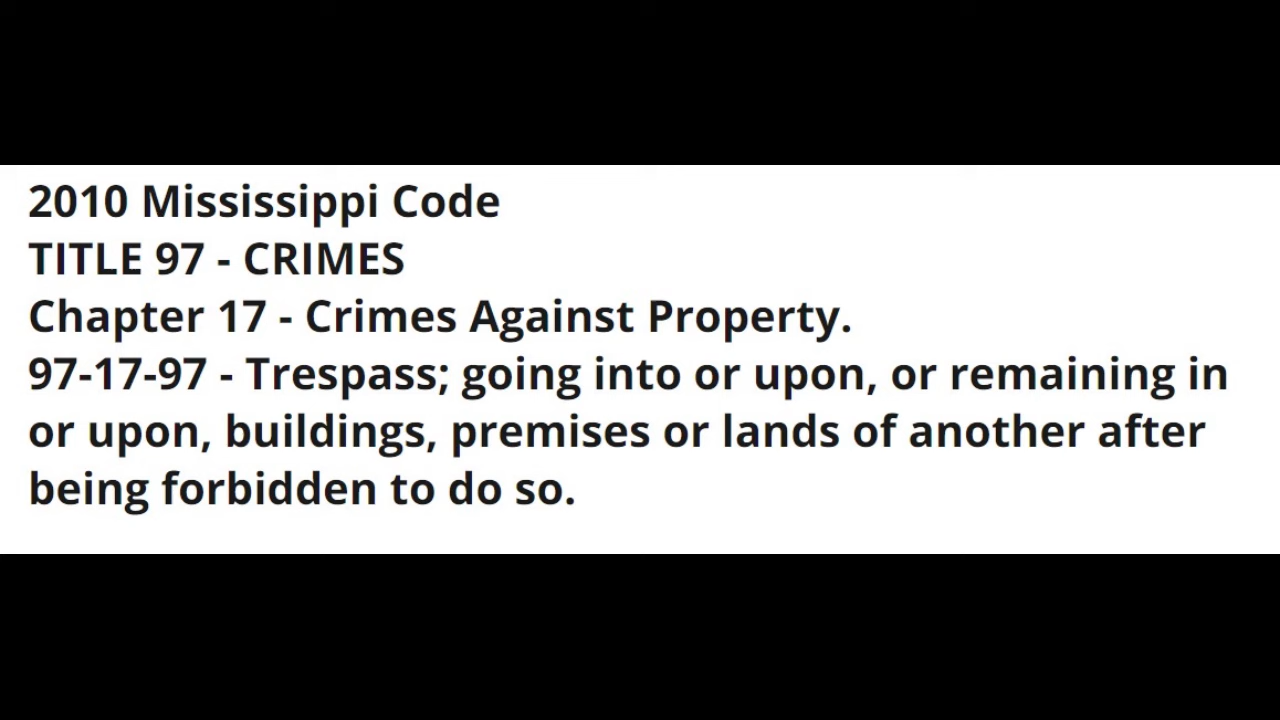 2010 Mississippi Code
TITLE 97 - CRIMES
Chapter 17 - Crimes Against Property.
97-17-97 - Trespass; going into or upon, or remaining in
or upon, buildings, premises or lands of another after
being forbidden to do so.